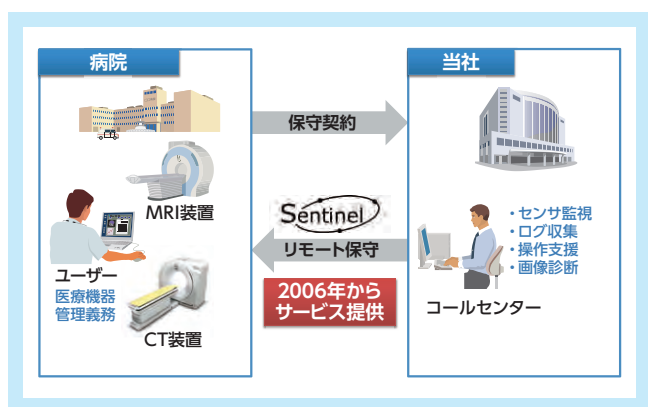 病院
当社
保守契約
MRI装置
Sentinel
リモート保守
2006年から
サービス提供
ユーザー
医療機器
管理義務
CT装置
・センサ監視
・ログ収集
・操作支援
・画像診断
コールセンター